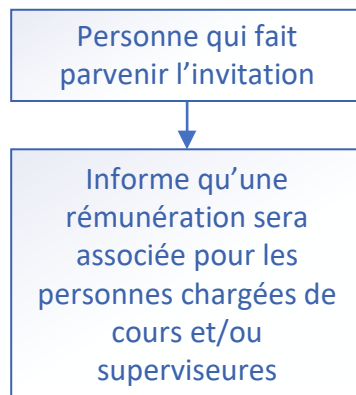 Personne qui fait
parvenir l’invitation
Informe qu’une
rémunération sera
associée pour les
personnes chargées de
cours et/ou
superviseures